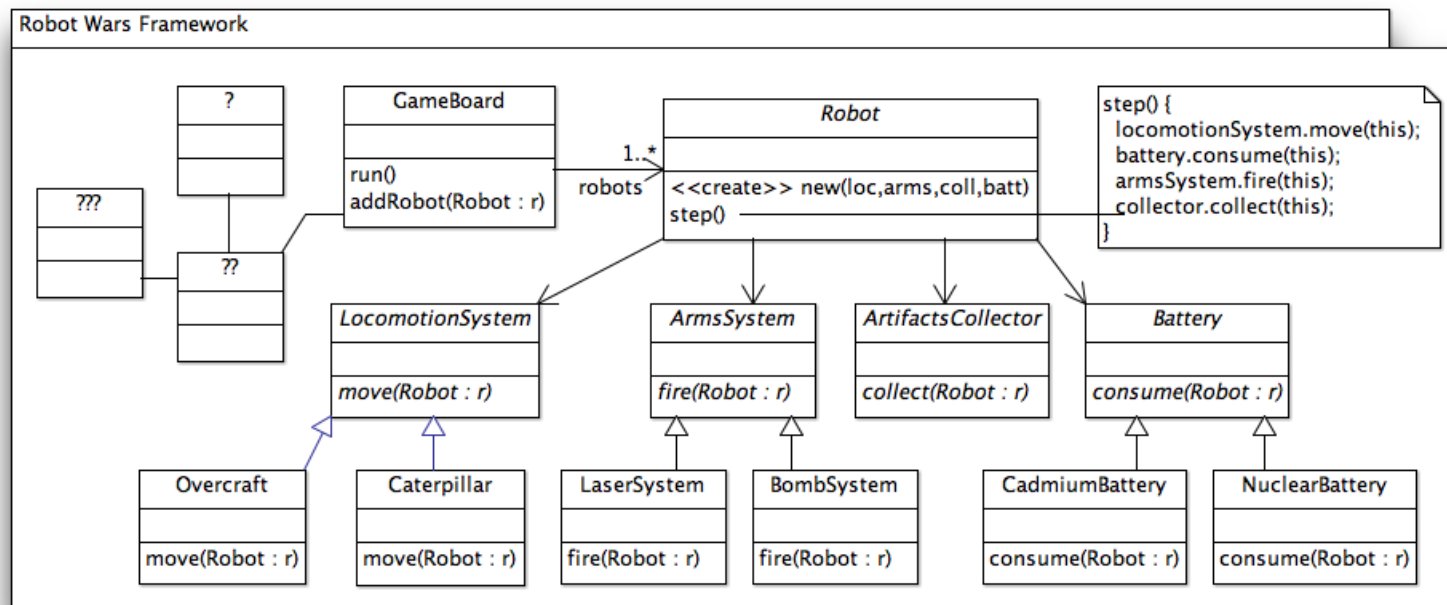 Robot Wars Framework
?
GameBoard
run()
addRobot(Robot : r)
???
??
1..*
robots
Robot
<<create>> new(loc,arms,coll,batt)
step()
step() {
locomotionSystem.move(this);
battery.consume(this);
armsSystem.fire(this);
collector.collect(this);
}
LocomotionSystem
move(Robot : r)
ArmsSystem
fire(Robot : r)
ArtifactsCollector
collect(Robot : r)
Battery
consume(Robot : r)
Overcraft
move(Robot : r)
Caterpillar
move(Robot : r)
LaserSystem
fire(Robot : r)
BombSystem
fire(Robot : r)
CadmiumBattery
consume(Robot : r)
NuclearBattery
consume(Robot : r)